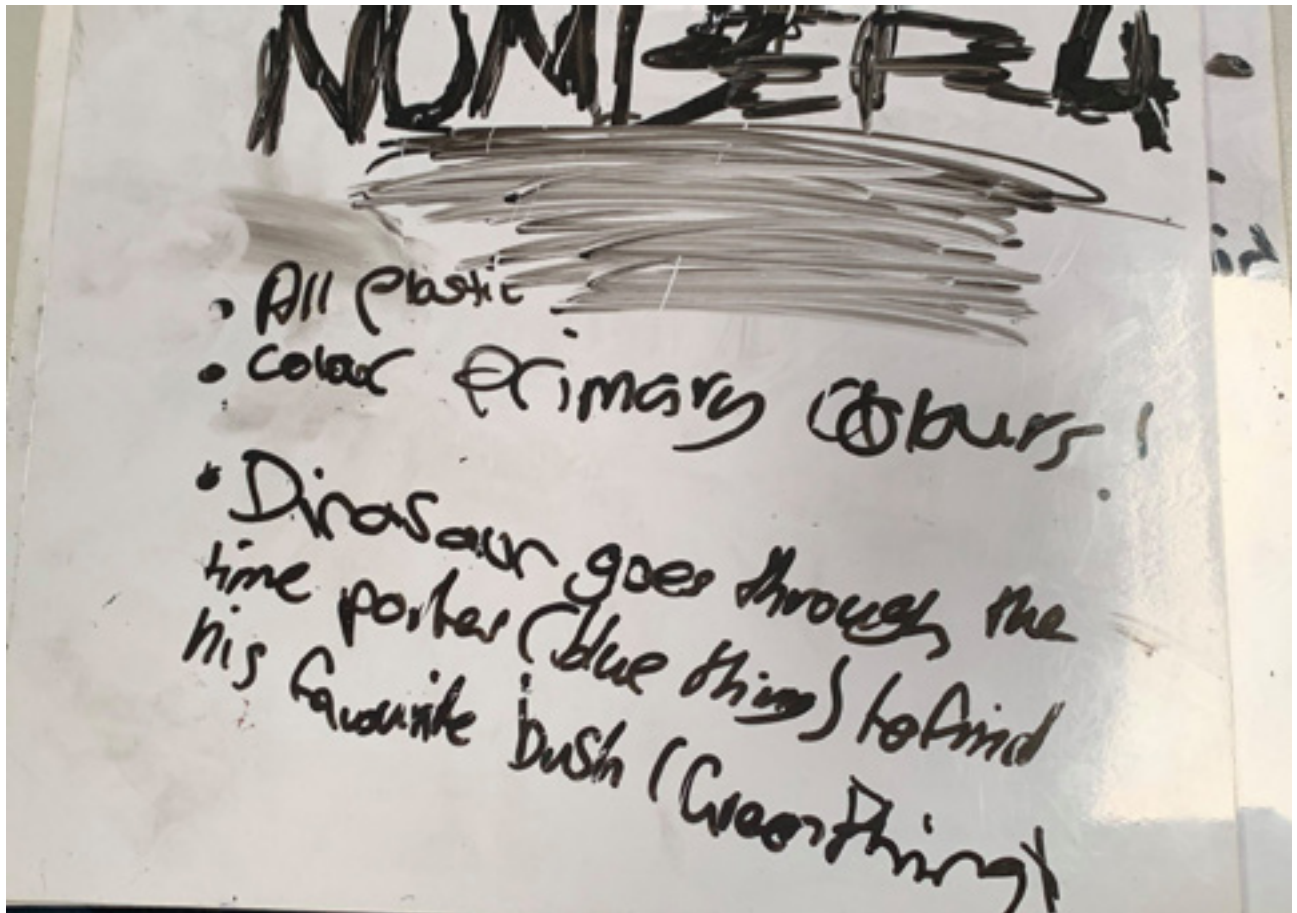 NUMBER 4
• All plastic
• colour primary colours
• Dinasaur goes through the
time porter (blue thing) to find
his favourite bush (Green thing)